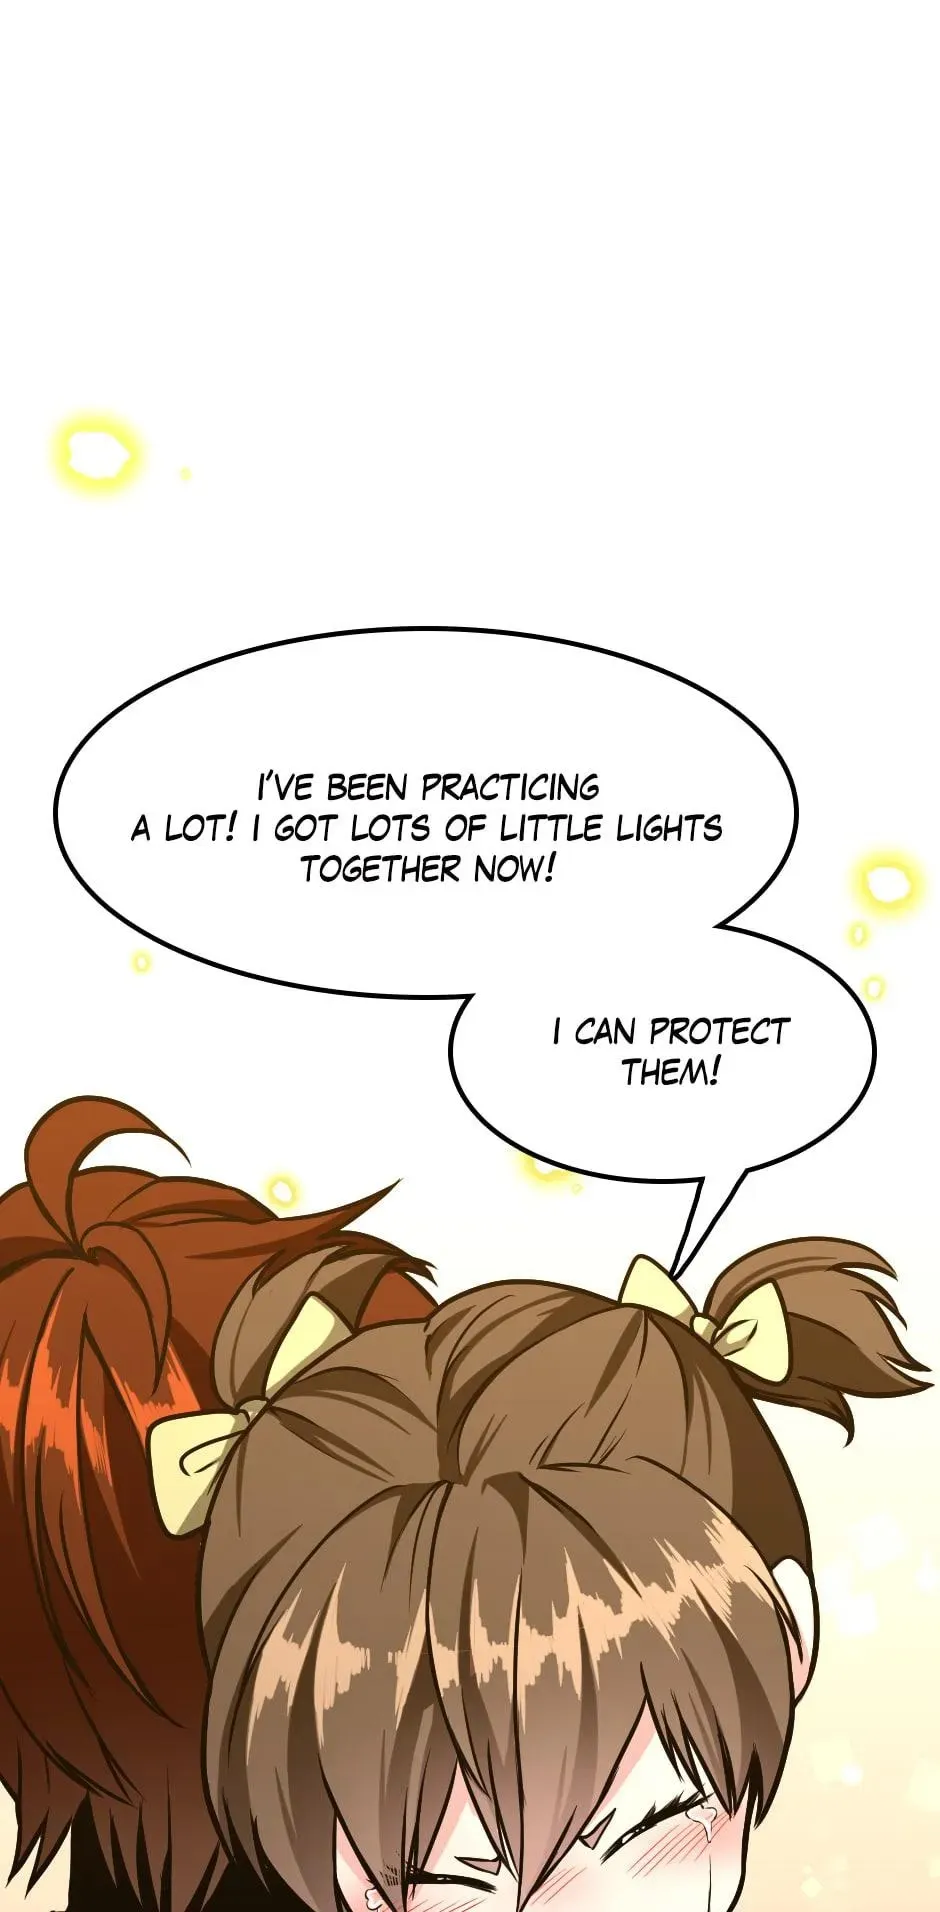 I'VE BEEN PRACTICING
A LOT! I GOT LOTS OF LITTLE LIGHTS
TOGETHER NOW!
I CAN PROTECT
THEM!